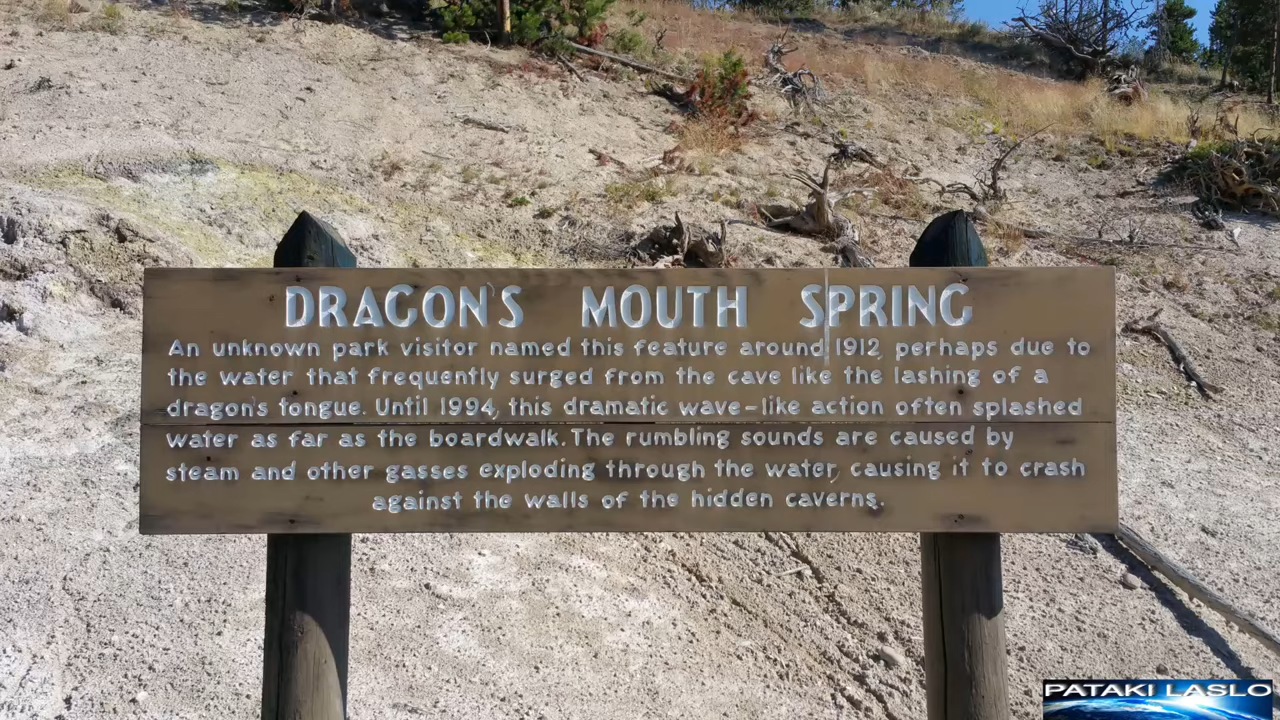 DRAGON'S MOUTH SPRING
An unknown park visitor named this feature around 1912, perhaps due to
the water that frequently surged from the cave like the lashing of a
dragon's tongue. Until 1994, this dramatic wave-like action often splashed
water as far as the boardwalk. The rumbling sounds are caused by
steam and other gasses exploding through the water, causing it to crash
against the walls of the hidden caverns.
PATAKI LASLO